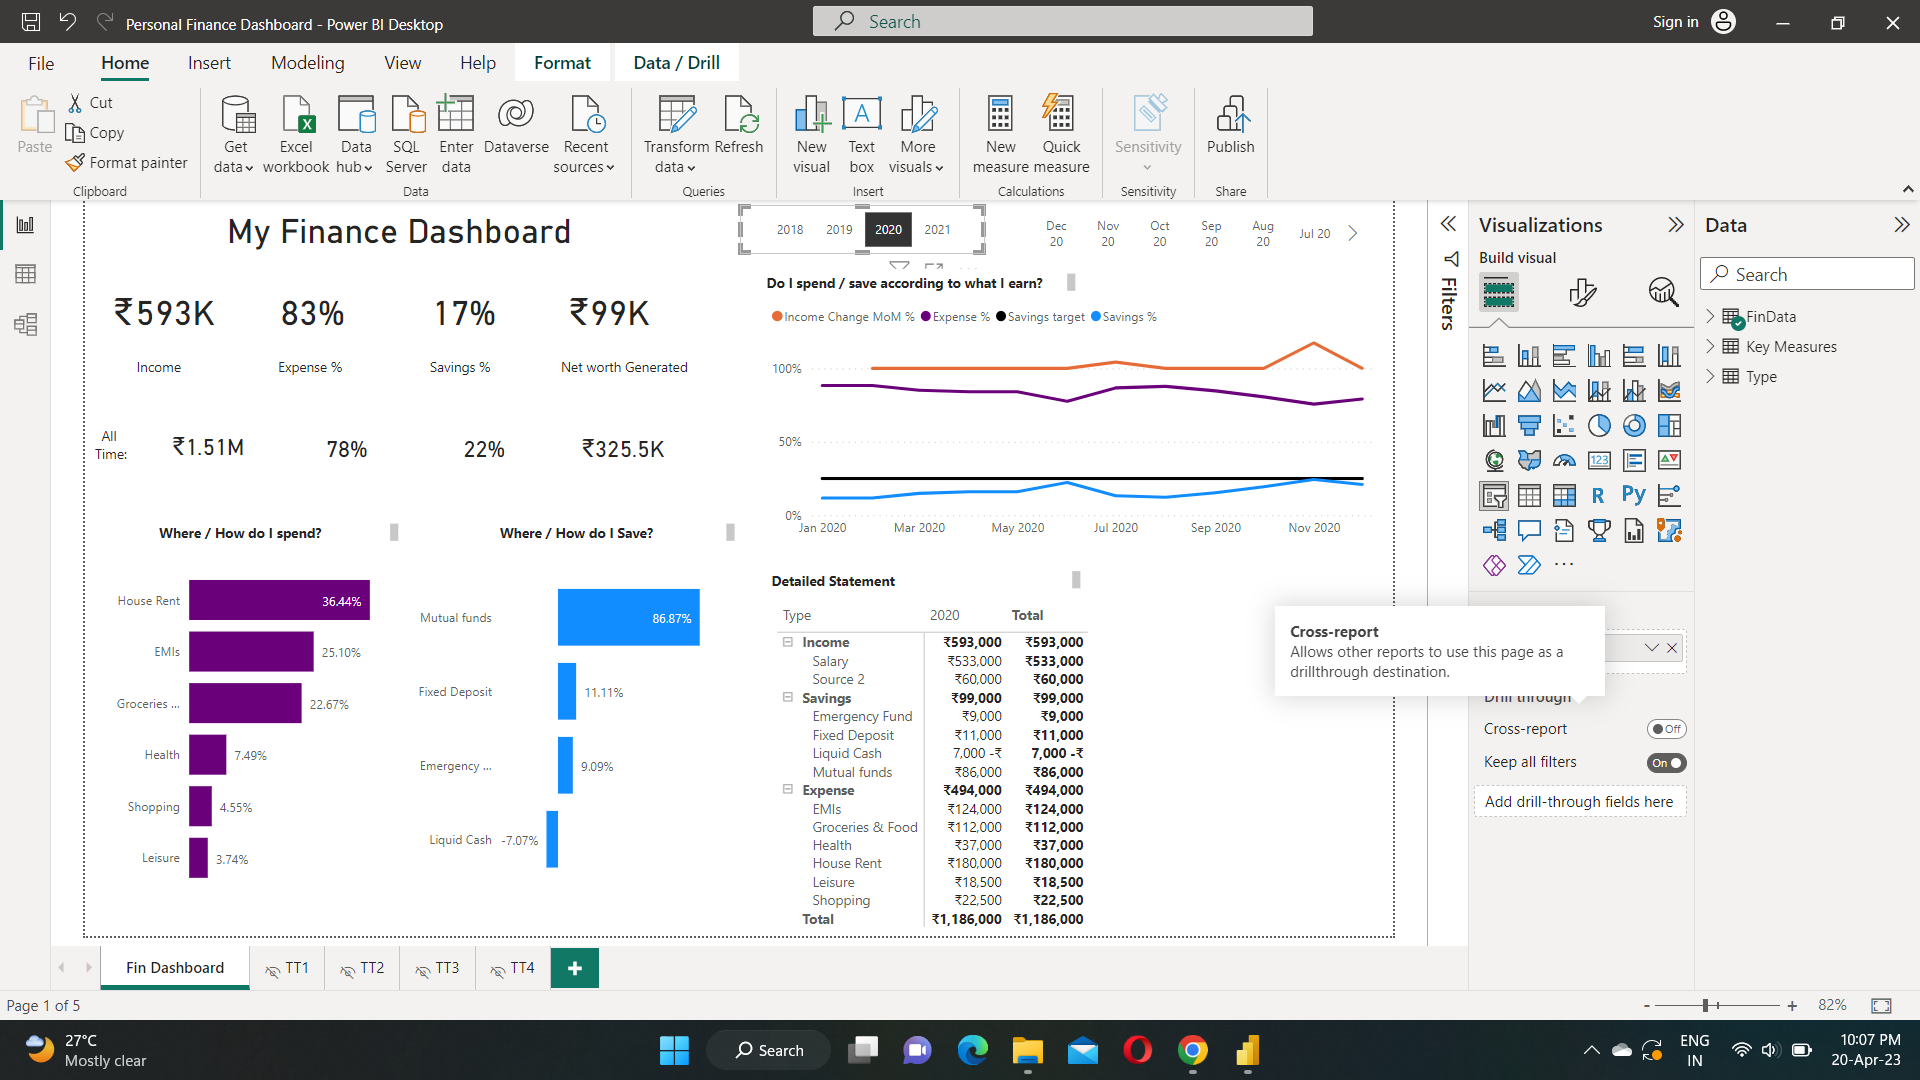 Personal Finance Dashboard - Power BI Desktop
Search
Sign in
File Home Insert Modeling View Help Format Data / Drill
Paste
Cut
Copy
Format painter
Clipboard
Get data
Excel workbook
Data hub
SQL Server
Enter data
Dataverse
Recent sources
Data
Transform data
Refresh
Queries
New visual
Text box
More visuals
Insert
New measure
Quick measure
Calculations
Sensitivity
Sensitivity
Publish
Share
My Finance Dashboard
2018 2019 2020 2021
Dec 20 Nov 20 Oct 20 Sep 20 Aug 20 Jul 20
₹593K 83% 17% ₹99K
Income Expense % Savings % Net worth Generated
All Time: ₹1.51M 78% 22% ₹325.5K
Do I spend / save according to what I earn?
Income Change MoM % Expense % Savings target Savings %
100%
50%
0%
Jan 2020 Mar 2020 May 2020 Jul 2020 Sep 2020 Nov 2020
Where / How do I spend?
House Rent 36.44%
EMIs 25.10%
Groceries ... 22.67%
Health 7.49%
Shopping 4.55%
Leisure 3.74%
Where / How do I Save?
Mutual funds 86.87%
Fixed Deposit 11.11%
Emergency ... 9.09%
Liquid Cash -7.07%
Detailed Statement
Type 2020 Total
Income ₹593,000 ₹593,000
Salary ₹533,000 ₹533,000
Source 2 ₹60,000 ₹60,000
Savings ₹99,000 ₹99,000
Emergency Fund ₹9,000 ₹9,000
Fixed Deposit ₹11,000 ₹11,000
Liquid Cash 7,000 -₹ 7,000 -₹
Mutual funds ₹86,000 ₹86,000
Expense ₹494,000 ₹494,000
EMIs ₹124,000 ₹124,000
Groceries & Food ₹112,000 ₹112,000
Health ₹37,000 ₹37,000
House Rent ₹180,000 ₹180,000
Leisure ₹18,500 ₹18,500
Shopping ₹22,500 ₹22,500
Total ₹1,186,000 ₹1,186,000
Filters
Visualizations
Build visual
123
R
Py
Cross-report
Allows other reports to use this page as a
drillthrough destination.
Drill through
Cross-report Off
Keep all filters On
Add drill-through fields here
Data
Search
FinData
Key Measures
Type
Fin Dashboard TT1 TT2 TT3 TT4
Page 1 of 5
- + 82%
27°C
Mostly clear
Search
ENG
IN
10:07 PM
20-Apr-23